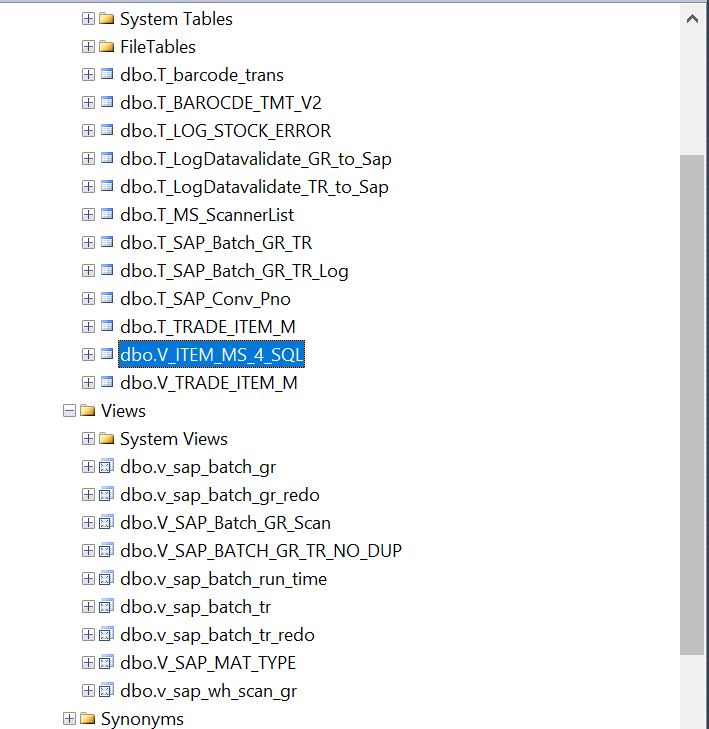 System Tables
FileTables
dbo.T_barcode_trans
dbo.T_BAROCDE_TMT_V2
dbo.T_LOG_STOCK_ERROR
dbo.T_LogDatavalidate_GR_to_Sap
dbo.T_LogDatavalidate_TR_to_Sap
dbo.T_MS_ScannerList
dbo.T_SAP_Batch_GR_TR
dbo.T_SAP_Batch_GR_TR_Log
dbo.T_SAP_Conv_Pno
dbo.T_TRADE_ITEM_M
dbo.V_ITEM_MS_4_SQL
dbo.V_TRADE_ITEM_M
Views
System Views
dbo.v_sap_batch_gr
dbo.v_sap_batch_gr_redo
dbo.V_SAP_Batch_GR_Scan
dbo.V_SAP_BATCH_GR_TR_NO_DUP
dbo.v_sap_batch_run_time
dbo.v_sap_batch_tr
dbo.v_sap_batch_tr_redo
dbo.V_SAP_MAT_TYPE
dbo.v_sap_wh_scan_gr
Synonyms